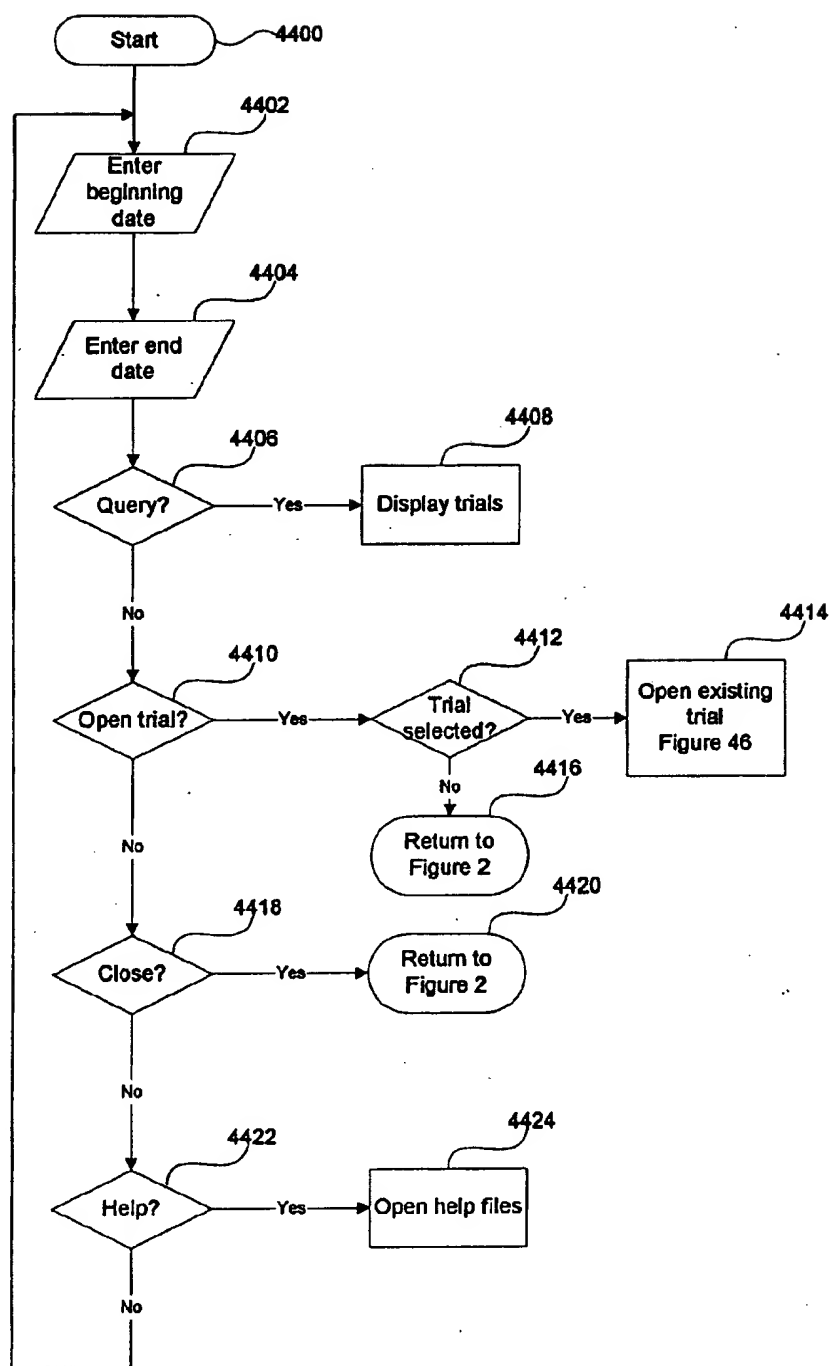 Start
4400
4402
Enter
beginning
date
4404
Enter end
date
4406
Query?
Yes
4408
Display trials
No
4410
Open trial?
Yes
4412
Trial
selected?
Yes
4414
Open existing
trial
Figure 46
No
4416
Return to
Figure 2
No
4418
Close?
Yes
4420
Return to
Figure 2
No
4422
Help?
Yes
4424
Open help files
No